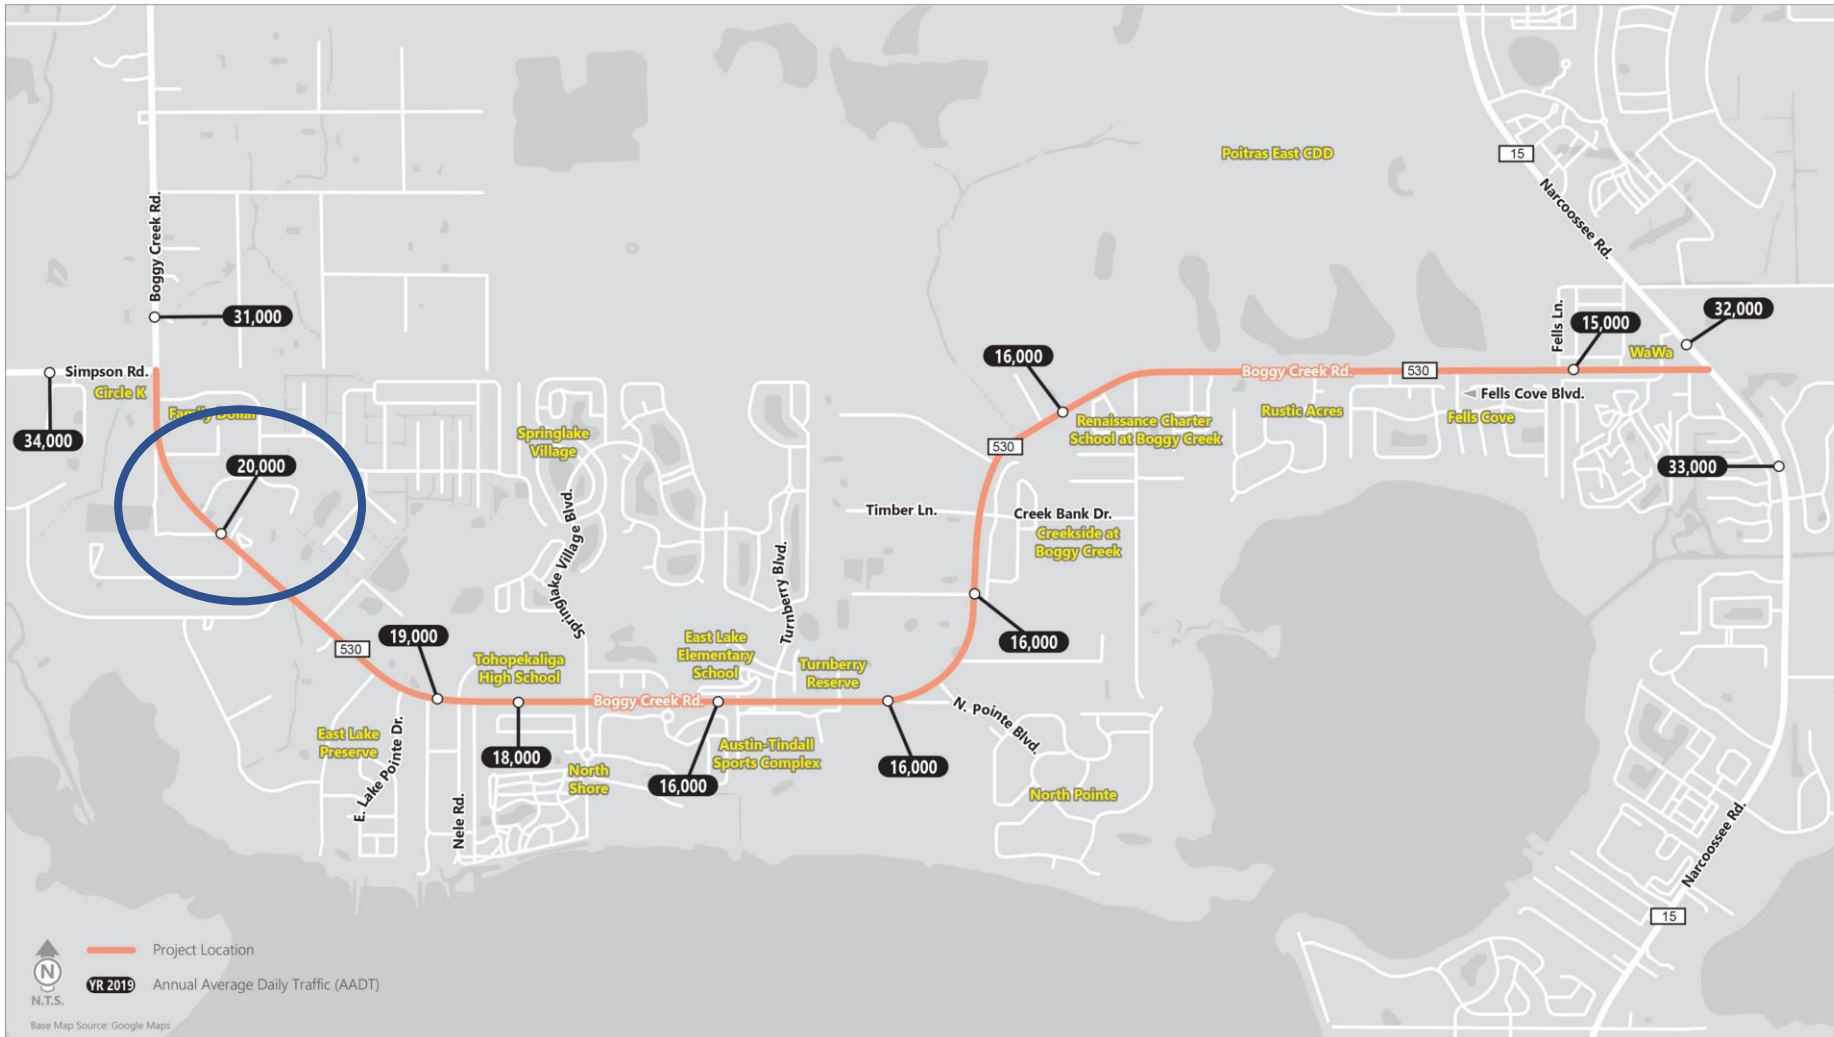 Poitras East CDD
15
Narcoossee Rd.
Boggy Creek Rd.
31,000
Fells Ln.
32,000
15,000
WaWa
16,000
Simpson Rd.
Circle K
Boggy Creek Rd.
530
Fells Cove Blvd.
Family Dollar
Rustic Acres
Fells Cove
34,000
Springlake
Village
Renaissance Charter
School at Boggy Creek
530
20,000
33,000
Timber Ln.
Creek Bank Dr.
Creekside at
Boggy Creek
Springlake Village Blvd.
Turnberry Blvd.
19,000
16,000
530
East Lake
Elementary
School
Tohopekaliga
High School
Turnberry
Reserve
Boggy Creek Rd.
N. Pointe Blvd.
East Lake
Preserve
E. Lake Pointe Dr.
18,000
Austin-Tindall
Sports Complex
16,000
North
Shore
16,000
North Pointe
Nele Rd.
Narcoossee Rd.
15
N
N.T.S.
Project Location
YR 2019
Annual Average Daily Traffic (AADT)
Base Map Source: Google Maps